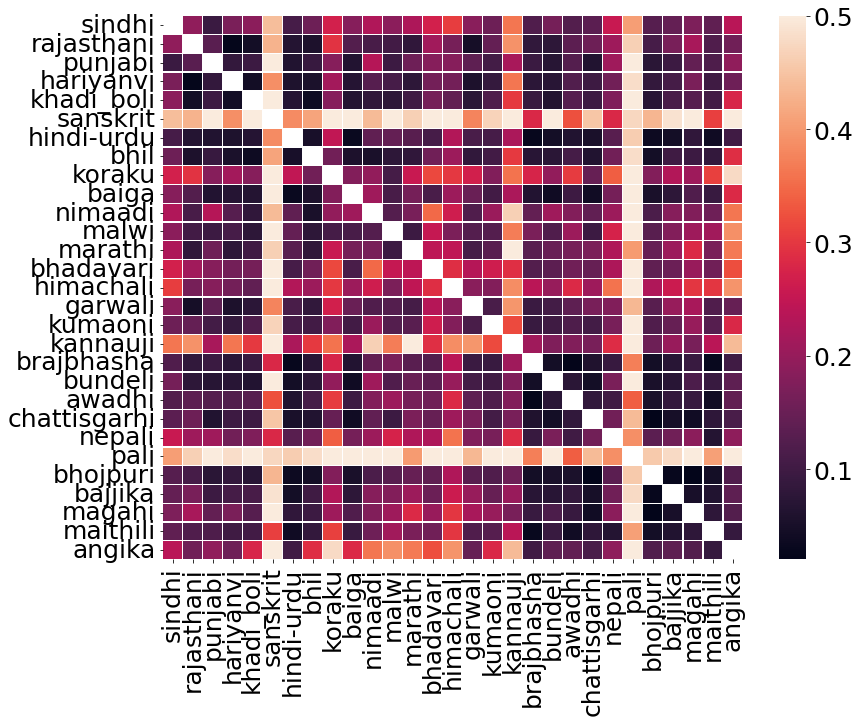 sindhi
rajasthani
punjabi
hariyanvi
khadi_boli
sanskrit
hindi-urdu
bhil
koraku
baiga
nimaadi
malwi
marathi
bhadavari
himachali
garwali
kumaoni
kannauji
brajbhasha
bundeli
awadhi
chattisgarhi
nepali
pali
bhojpuri
bajjika
magahi
maithili
angika
sindhi
rajasthani
punjabi
hariyanvi
khadi_boli
sanskrit
hindi-urdu
bhil
koraku
baiga
nimaadi
malwi
marathi
bhadavari
himachali
garwali
kumaoni
kannauji
brajbhasha
bundeli
awadhi
chattisgarhi
nepali
pali
bhojpuri
bajjika
magahi
maithili
angika
0.5
0.4
0.3
0.2
0.1